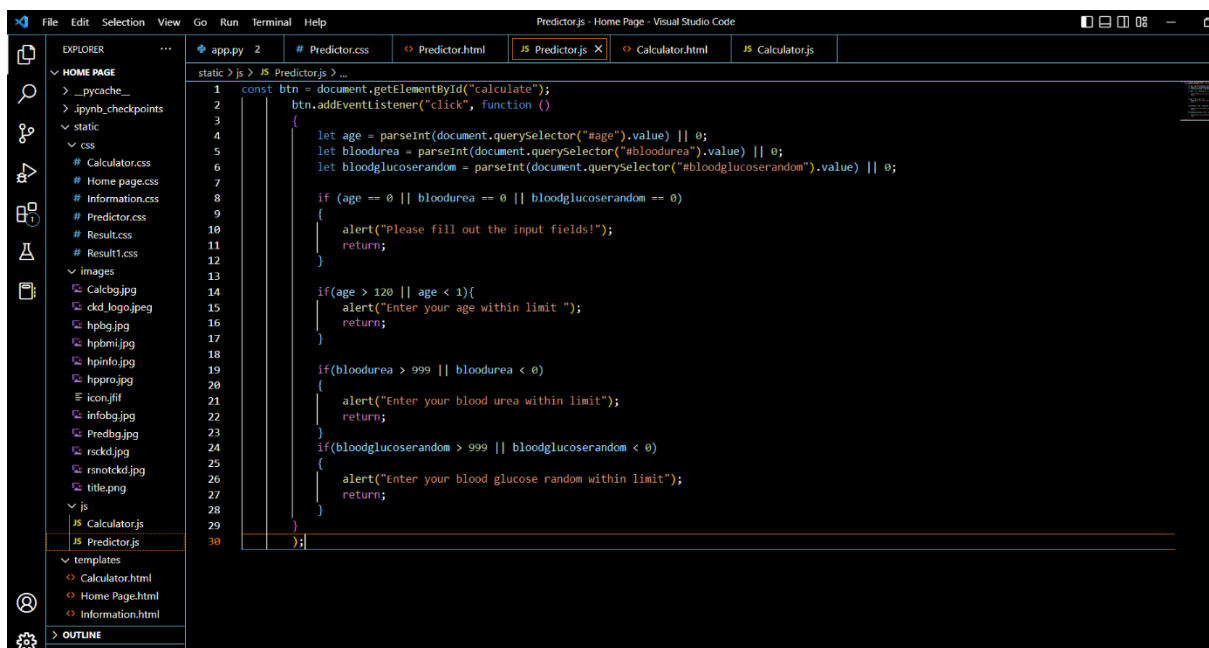 File Edit Selection View Go Run Terminal Help Predictor.js - Home Page - Visual Studio Code
EXPLORER ... app.py 2 # Predictor.css <> Predictor.html JS Predictor.js × <> Calculator.html JS Calculator.js
HOME PAGE
static > js > JS Predictor.js > ...
> __pycache__
> .ipynb_checkpoints
static
css
# Calculator.css
# Home page.css
# Information.css
# Predictor.css
# Result.css
# Result1.css
images
Calcbg.jpg
ckd_logo.jpeg
hpbg.jpg
hpbmi.jpg
hpinfo.jpg
hppro.jpg
icon.jfif
infobg.jpg
Predbg.jpg
rsckd.jpg
rsnotckd.jpg
title.png
js
JS Calculator.js
JS Predictor.js
templates
<> Calculator.html
<> Home Page.html
<> Information.html
> OUTLINE
1
1 const btn = document.getElementById("calculate");
2 btn.addEventListener("click", function ()
3 {
4 let age = parseInt(document.querySelector("#age").value) || 0;
5 let bloodurea = parseInt(document.querySelector("#bloodurea").value) || 0;
6 let bloodglucoserandom = parseInt(document.querySelector("#bloodglucoserandom").value) || 0;
7
8 if (age == 0 || bloodurea == 0 || bloodglucoserandom == 0)
9 {
10 alert("Please fill out the input fields!");
11 return;
12 }
13
14 if(age > 120 || age < 1){
15 alert("Enter your age within limit ");
16 return;
17 }
18
19 if(bloodurea > 999 || bloodurea < 0)
20 {
21 alert("Enter your blood urea within limit");
22 return;
23 }
24 if(bloodglucoserandom > 999 || bloodglucoserandom < 0)
25 {
26 alert("Enter your blood glucose random within limit");
27 return;
28 }
29 }
30 );